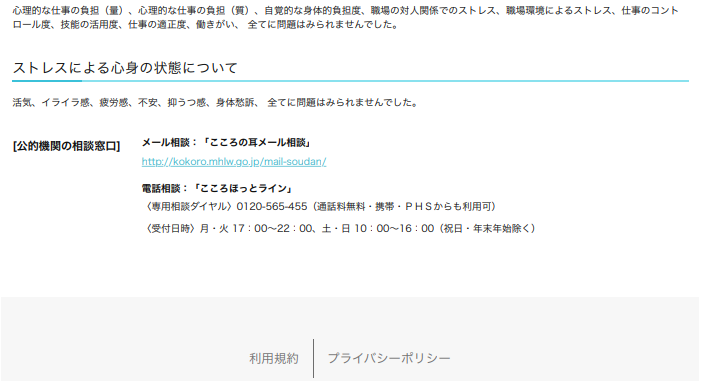 心理的な仕事の負担（量）、心理的な仕事の負担（質）、自覚的な身体的負担度、職場の対人関係でのストレス、職場環境によるストレス、仕事のコント
ロール度、技能の活用度、仕事の適正度、働きがい、 全てに問題はみられませんでした。
ストレスによる心身の状態について
活気、イライラ感、疲労感、不安、抑うつ感、身体愁訴、 全てに問題はみられませんでした。
[公的機関の相談窓口]
メール相談：「こころの耳メール相談」
http://kokoro.mhlw.go.jp/mail-soudan/
電話相談：「こころほっとライン」
〈専用相談ダイヤル〉0120-565-455（通話料無料・携帯・ＰＨＳからも利用可）
〈受付日時〉月・火 17：00〜22：00、土・日 10：00〜16：00（祝日・年末年始除く）
利用規約
プライバシーポリシー